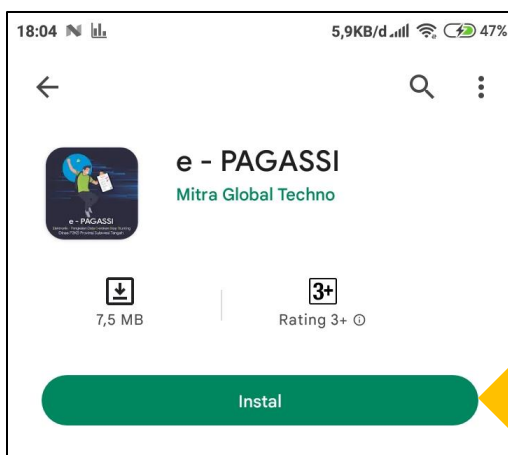 18:04 5,9KB/d 47%
e - PAGASSI
Mitra Global Techno
e - PAGASSI
7,5 MB
3+
Rating 3+
Instal